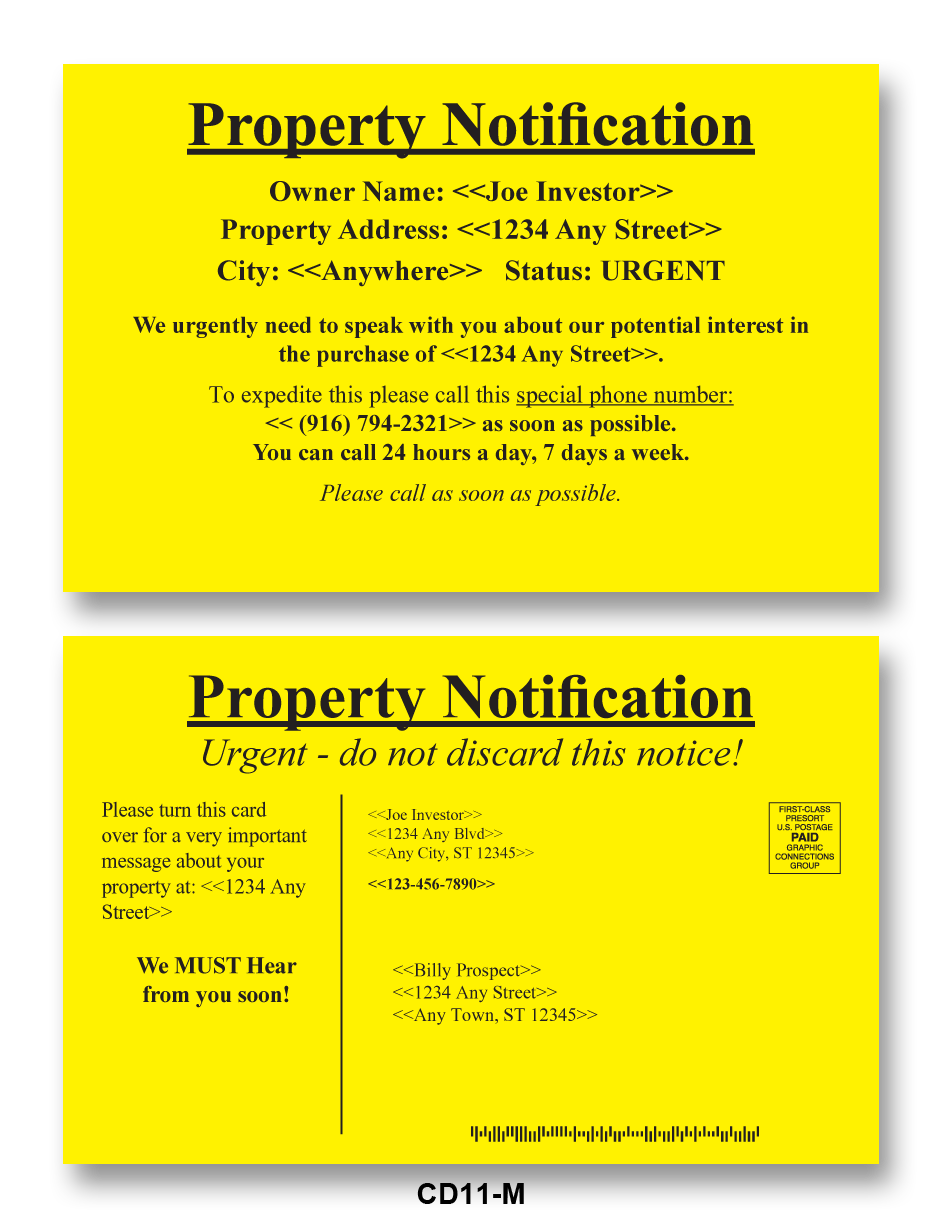 Property Notification
Owner Name: <<Joe Investor>>
Property Address: <<1234 Any Street>>
City: <<Anywhere>> Status: URGENT
We urgently need to speak with you about our potential interest in
the purchase of <<1234 Any Street>>.
To expedite this please call this special phone number:
<< (916) 794-2321>> as soon as possible.
You can call 24 hours a day, 7 days a week.
Please call as soon as possible.
Property Notification
Urgent - do not discard this notice!
Please turn this card
over for a very important
message about your
property at: <<1234 Any
Street>>
We MUST Hear
from you soon!
<<Joe Investor>>
<<1234 Any Blvd>>
<<Any City, ST 12345>>
<<123-456-7890>>
FIRST-CLASS
PRESORT
U.S. POSTAGE
PAID
GRAPHIC
CONNECTIONS
GROUP
<<Billy Prospect>>
<<1234 Any Street>>
<<Any Town, ST 12345>>
CD11-M